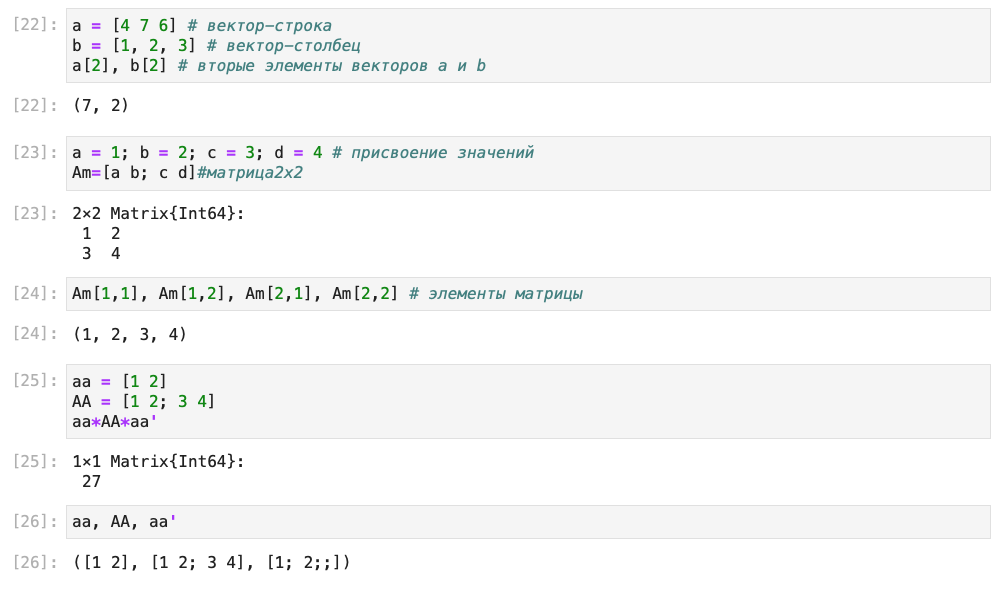 [22]: a = [4 7 6] # вектор-строка
b = [1, 2, 3] # вектор-столбец
a[2], b[2] # вторые элементы векторов a и b
[22]: (7, 2)
[23]: a = 1; b = 2; c = 3; d = 4 # присвоение значений
Am=[a b; c d]#матрица2x2
[23]: 2×2 Matrix{Int64}:
1 2
3 4
[24]: Am[1,1], Am[1,2], Am[2,1], Am[2,2] # элементы матрицы
[24]: (1, 2, 3, 4)
[25]: aa = [1 2]
AA = [1 2; 3 4]
aa*AA*aa'
[25]: 1×1 Matrix{Int64}:
27
[26]: aa, AA, aa'
[26]: ([1 2], [1 2; 3 4], [1; 2;;])